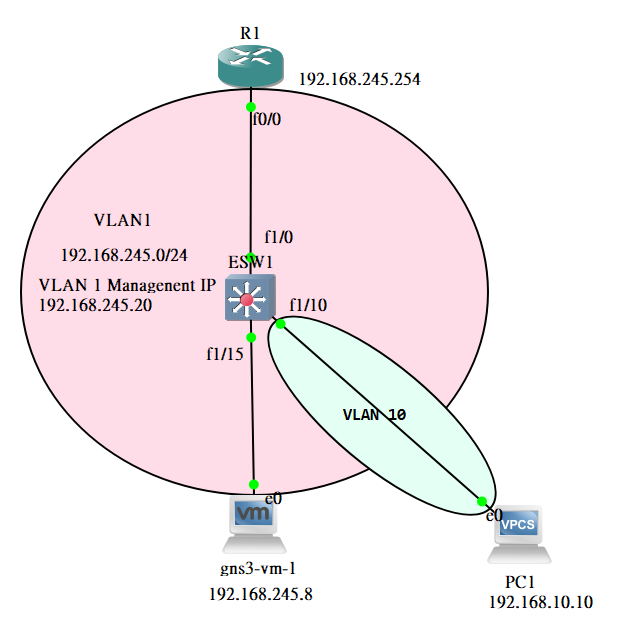 R1
192.168.245.254
f0/0
VLAN1
f1/0
192.168.245.0/24
ESW1
VLAN 1 Managenent IP
192.168.245.20
f1/10
f1/15
VLAN 10
e0
vm
e0
VPCS
gns3-vm-1
PC1
192.168.245.8
192.168.10.10